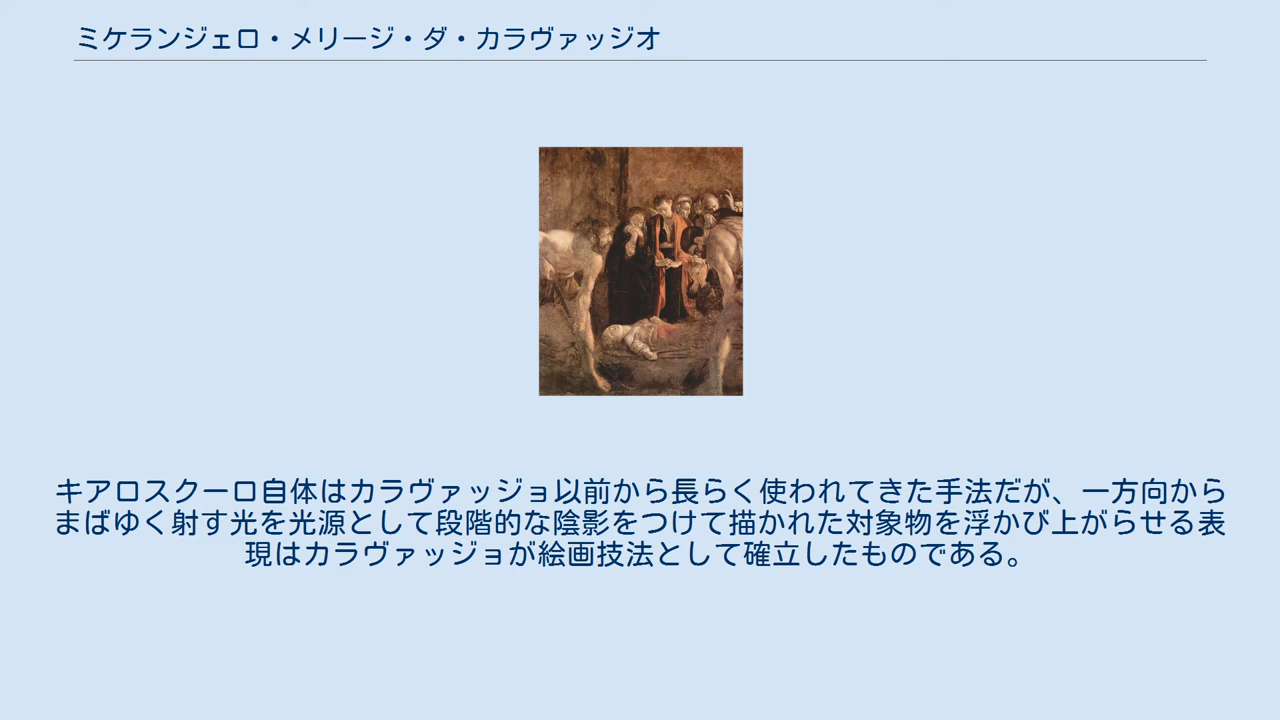 ミケランジェロ・メリージ・ダ・カラヴァッジオ
キアロスクーロ自体はカラヴァッジョ以前から長らく使われてきた手法だが、一方向から
まばゆく射す光を光源として段階的な陰影をつけて描かれた対象物を浮かび上がらせる表
現はカラヴァッジョが絵画技法として確立したものである。